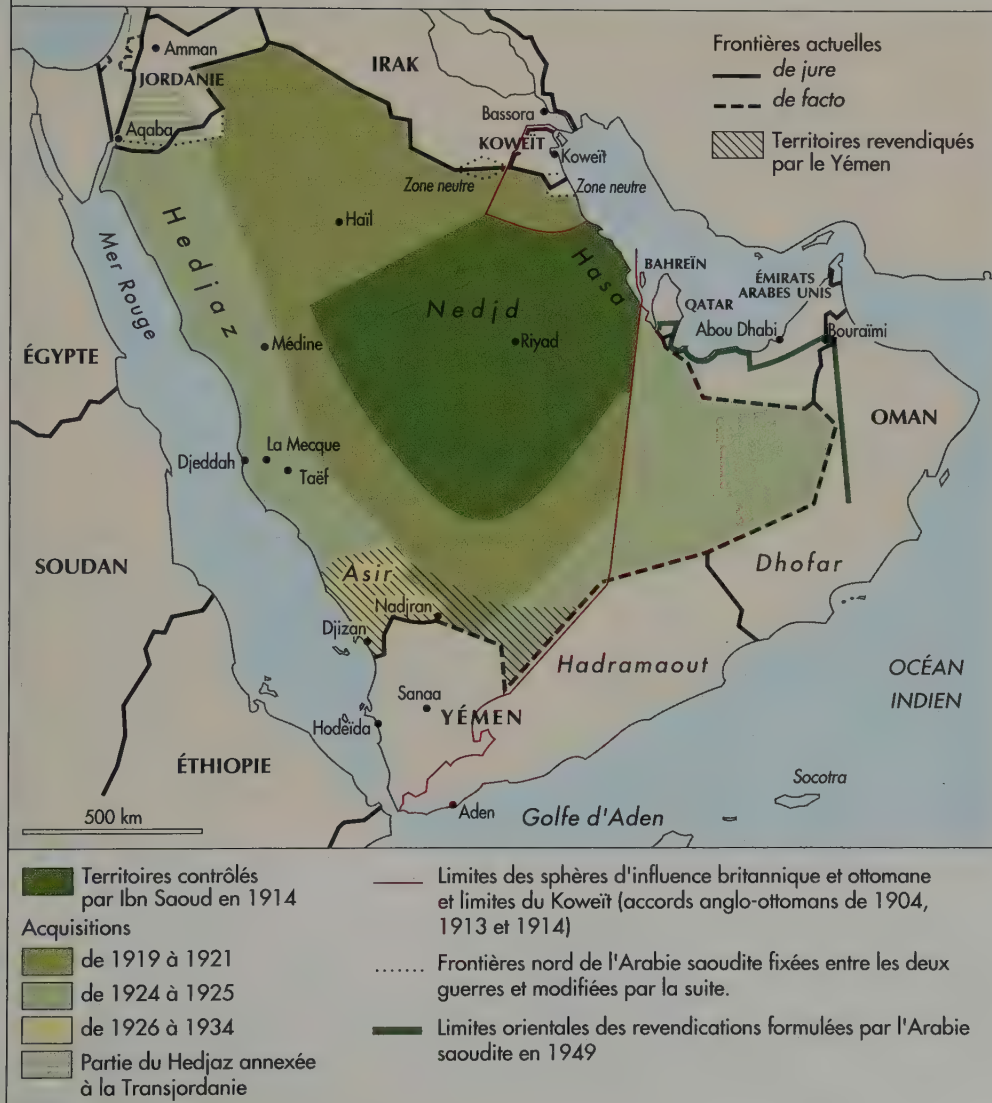 Amman
JORDANIE
Aqaba
IRAK
Bassora
KOWEÏT
Koweït
Zone neutre
Zone neutre
Frontières actuelles
de jure
de facto
Territoires revendiqués
par le Yémen
Haïl
Hedjaz
Mer Rouge
Nedjd
Hasa
Riyad
BAHREÏN
QATAR
ÉMIRATS
ARABES UNIS
Abou Dhabi
Bouraïmi
ÉGYPTE
Médine
OMAN
La Mecque
Djeddah
Taëf
SOUDAN
Asir
Nadjran
Djizan
Dhofar
Hadramaout
Sanaa
YÉMEN
Hodeïda
OCÉAN
INDIEN
ÉTHIOPIE
Socotra
Aden
Golfe d'Aden
500 km
Territoires contrôlés
par Ibn Saoud en 1914
Acquisitions
de 1919 à 1921
de 1924 à 1925
de 1926 à 1934
Partie du Hedjaz annexée
à la Transjordanie
Limites des sphères d'influence britannique et ottomane
et limites du Koweït (accords anglo-ottomans de 1904,
1913 et 1914)
Frontières nord de l'Arabie saoudite fixées entre les deux
guerres et modifiées par la suite.
Limites orientales des revendications formulées par l'Arabie
saoudite en 1949